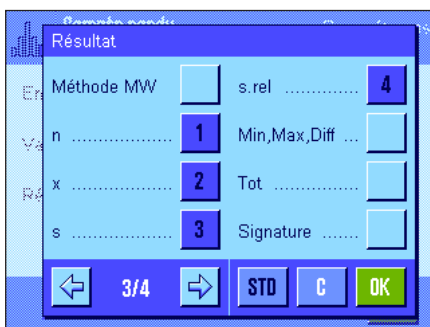 Résultat
Méthode MW
n .................. 1
x .................. 2
s .................. 3
s.rel ............. 4
Min,Max,Diff ...
Tot ...............
Signature .......
3/4
STD C OK